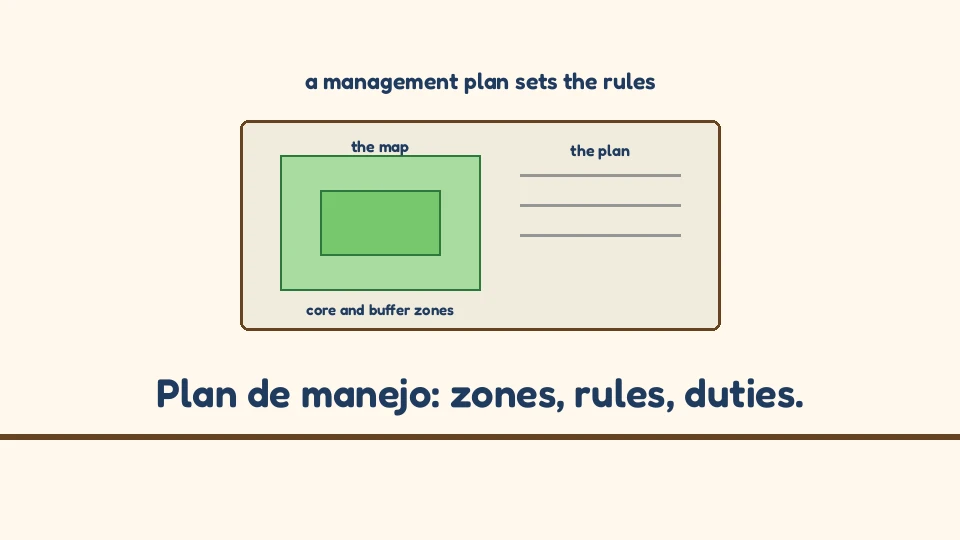 a management plan sets the rules
the map
the plan
core and buffer zones
Plan de manejo: zones, rules, duties.